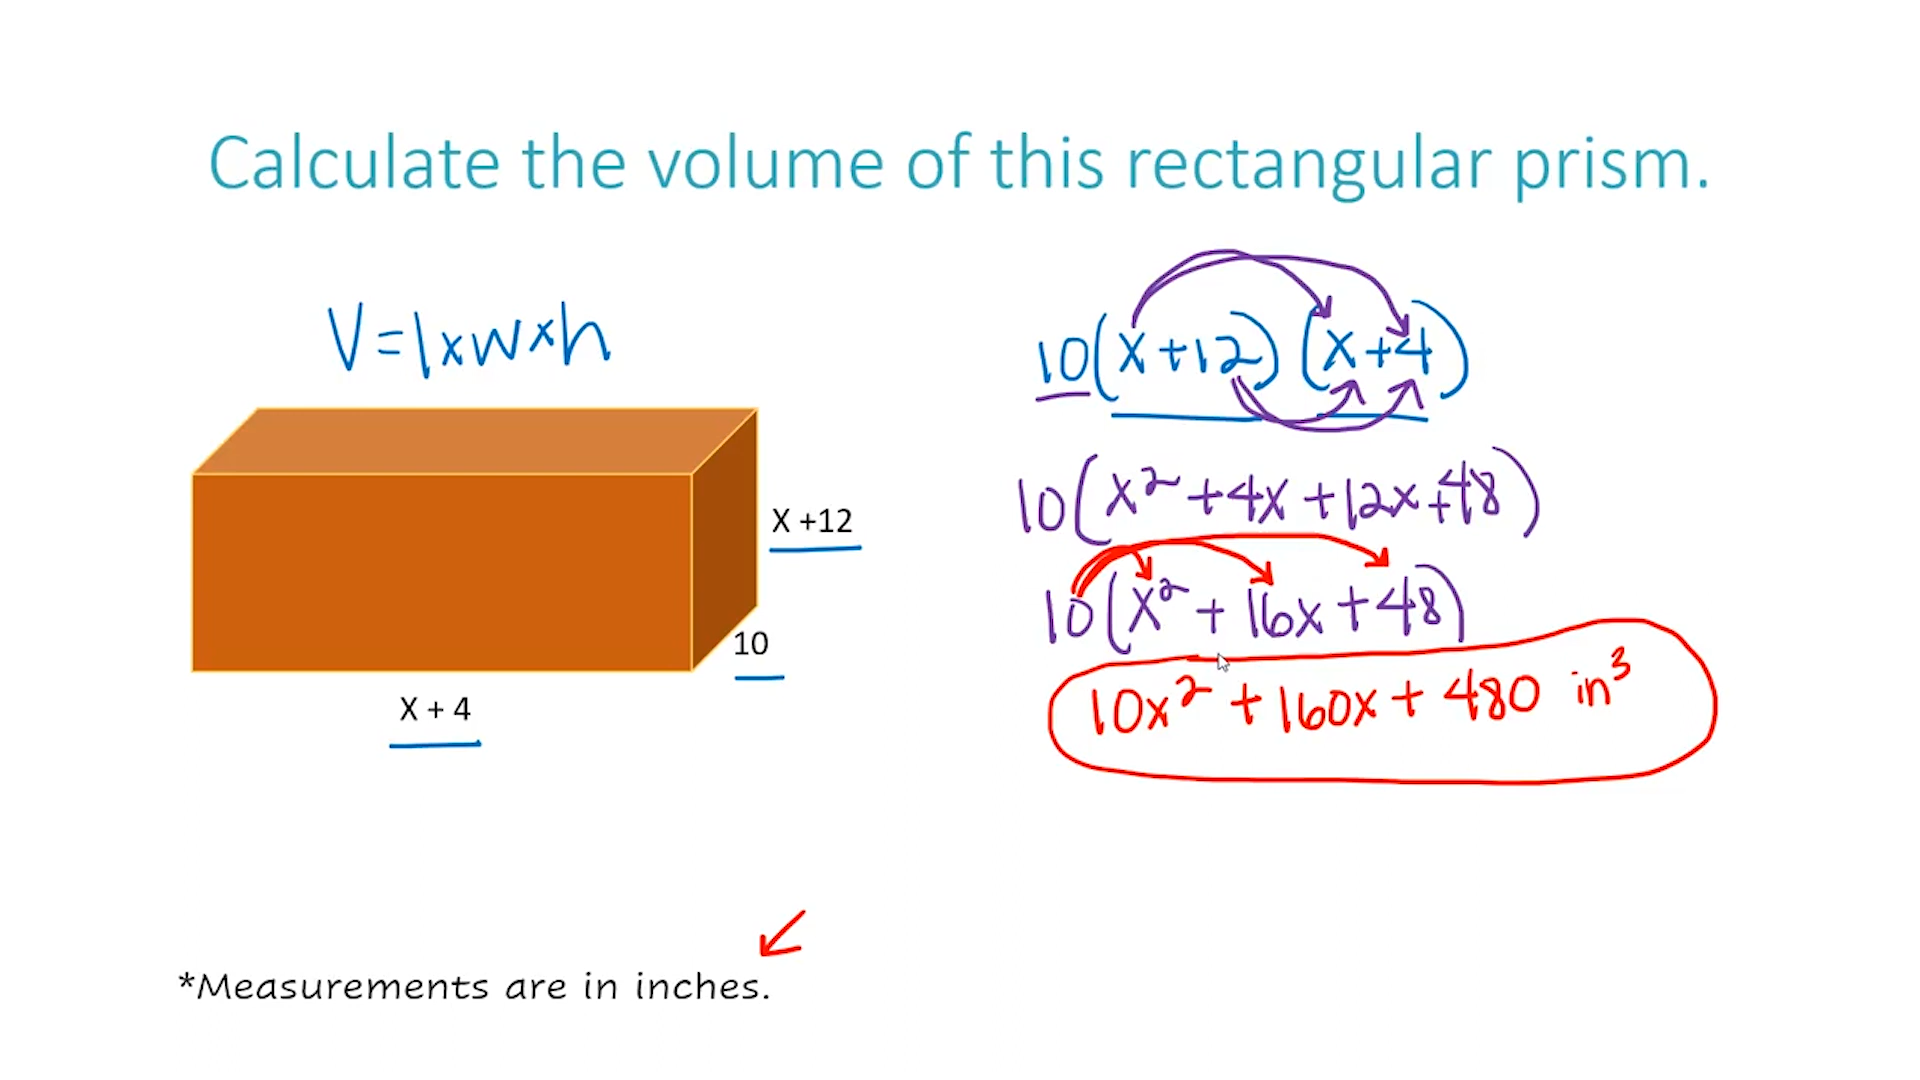 Calculate the volume of this rectangular prism.
V=lxwxh
X +12
10
X + 4
10(x+12)(x+4)
10(x²+4x+12x+48)
10(x²+16x+48)
10x²+160x+480 in³
*Measurements are in inches.